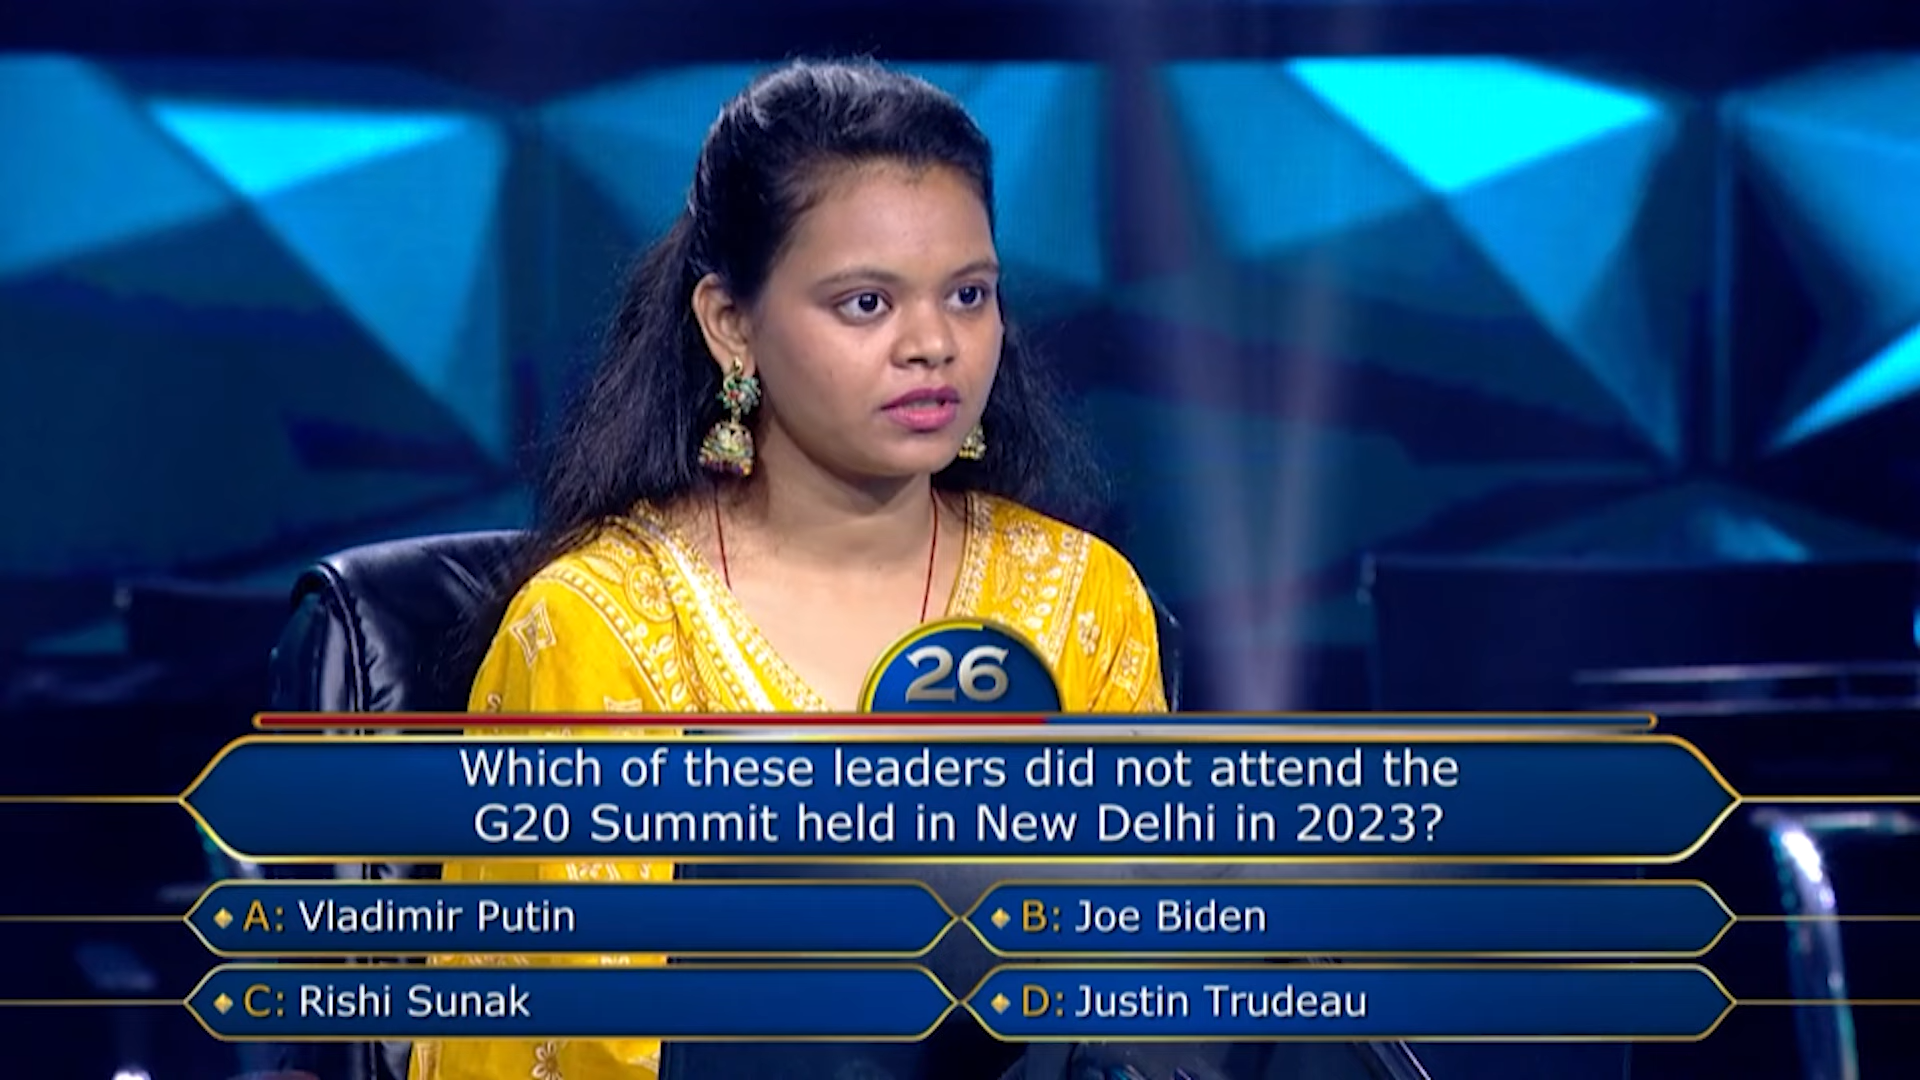 26
Which of these leaders did not attend the
G20 Summit held in New Delhi in 2023?
A: Vladimir Putin
B: Joe Biden
C: Rishi Sunak
D: Justin Trudeau